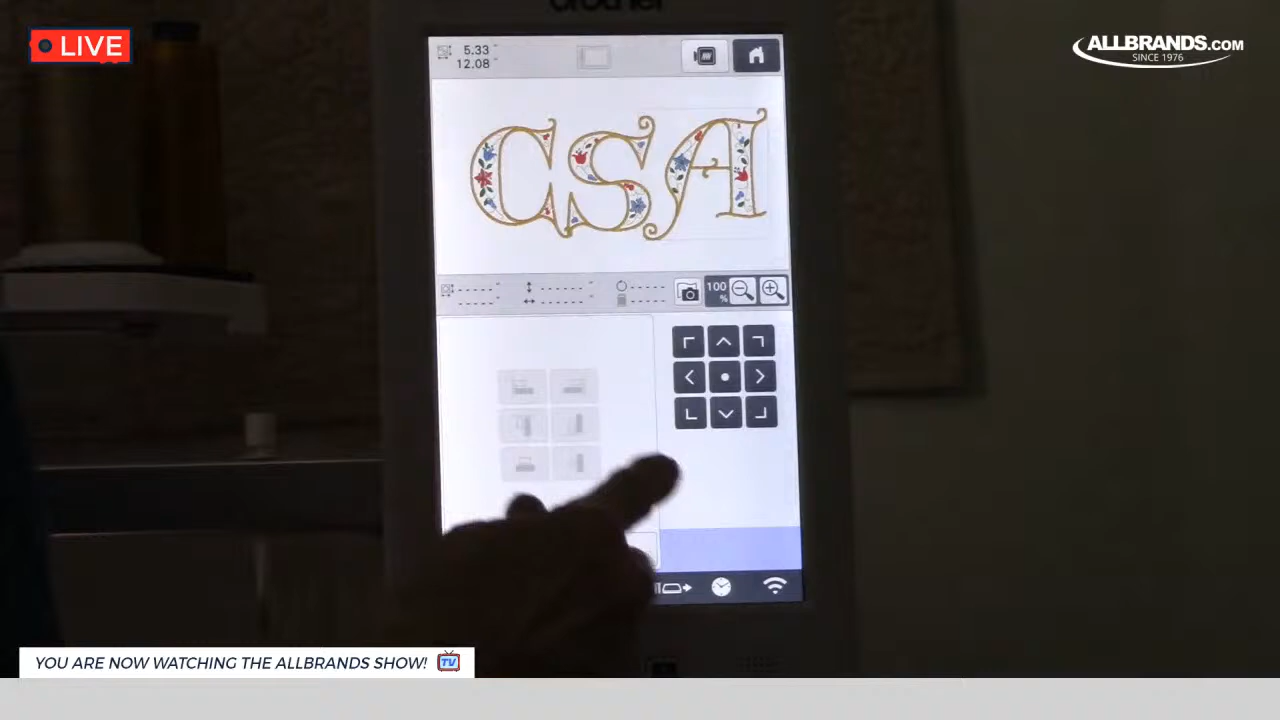 LIVE
ALLBRANDS.com
SINCE 1976
brother
5.33"
12.08"
CSA
100
%
YOU ARE NOW WATCHING THE ALLBRANDS SHOW!
TV